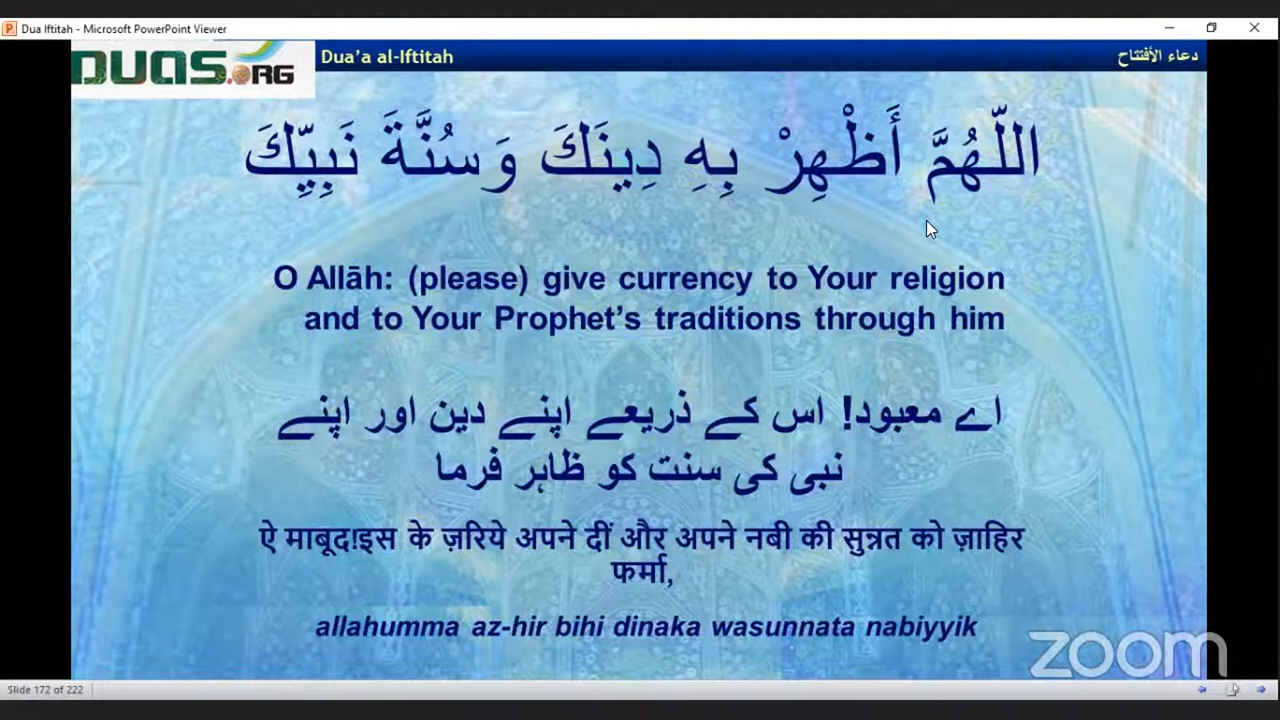 Dua Iftitah - Microsoft PowerPoint Viewer
DUAS.ORG
Dua’a al-Iftitah
دعاء الأفتتاح
اللّهُمَّ أَظْهِرْ بِهِ دِينَكَ وَسُنَّةَ نَبِيِّكَ
O Allāh: (please) give currency to Your religion
and to Your Prophet’s traditions through him
اے معبود! اس کے ذریعے اپنے دین اور اپنے
نبی کی سنت کو ظاہر فرما
ऐ माबूद!इस के ज़रिये अपने दीं और अपने नबी की सुन्नत को ज़ाहिर
फर्मा,
allahumma az-hir bihi dinaka wasunnata nabiyyik
zoom
Slide 172 of 222